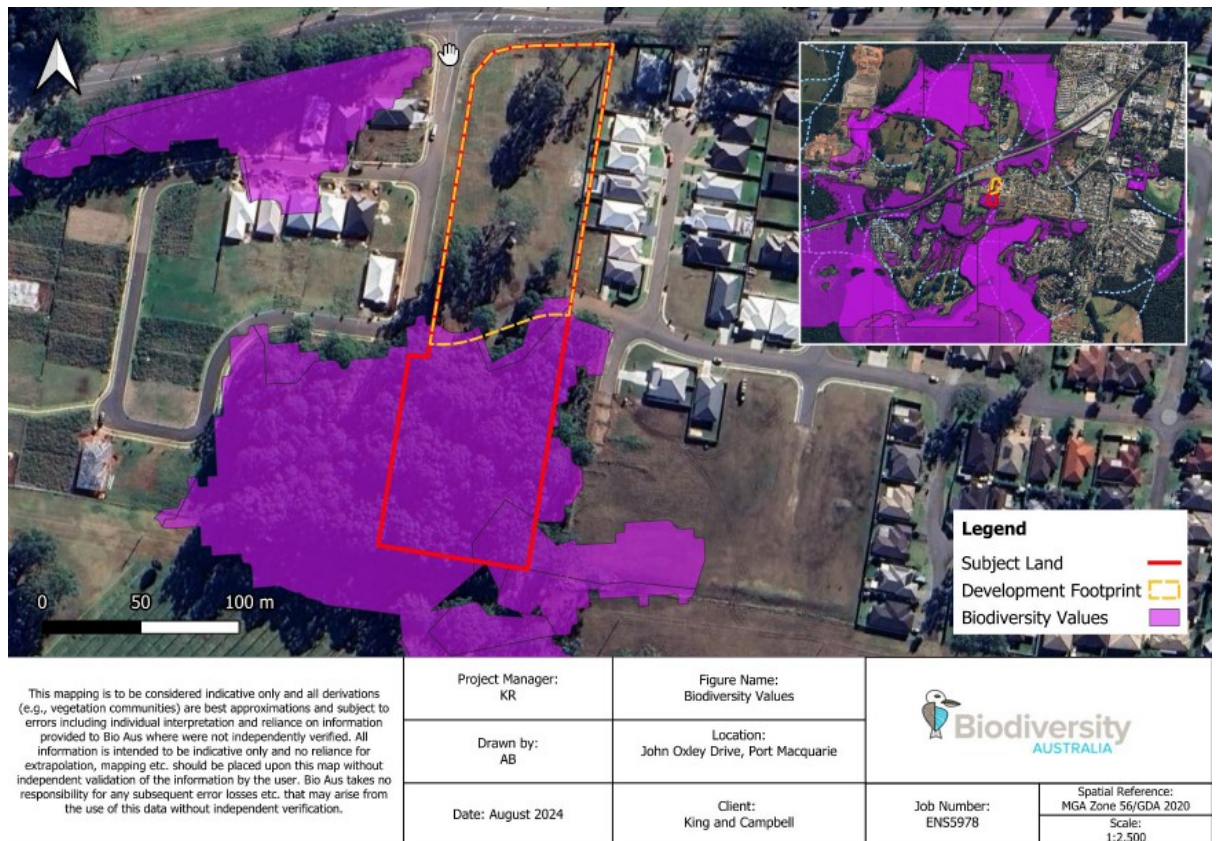 0 50 100 m
Legend
Subject Land
Development Footprint
Biodiversity Values
This mapping is to be considered indicative only and all derivations
(e.g., vegetation communities) are best approximations and subject to
errors including individual interpretation and reliance on information
provided to Bio Aus where were not independently verified. All
information is intended to be indicative only and no reliance for
extrapolation, mapping etc. should be placed upon this map without
independent validation of the information by the user. Bio Aus takes no
responsibility for any subsequent error losses etc. that may arise from
the use of this data without independent verification.
Project Manager:
KR
Figure Name:
Biodiversity Values
Drawn by:
AB
Location:
John Oxley Drive, Port Macquarie
Date: August 2024
Client:
King and Campbell
Biodiversity
AUSTRALIA
Job Number:
ENS5978
Spatial Reference:
MGA Zone 56/GDA 2020
Scale:
1:2,500